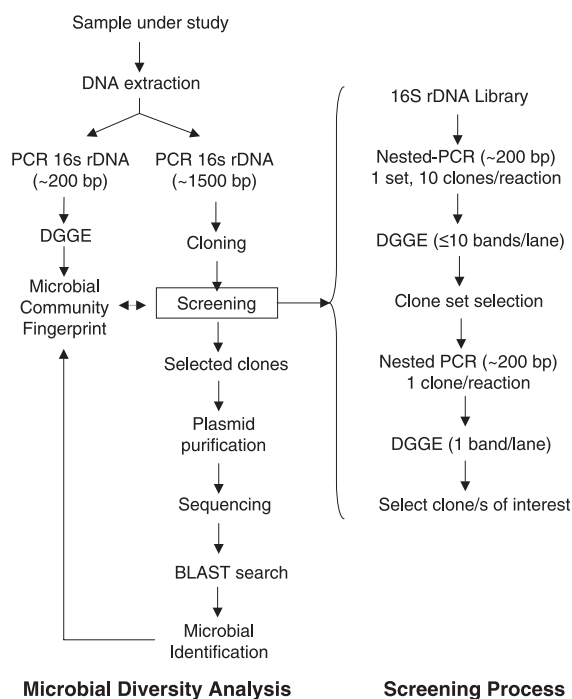 Sample under study
DNA extraction
PCR 16s rDNA
(~200 bp)
DGGE
Microbial
Community
Fingerprint
PCR 16s rDNA
(~1500 bp)
Cloning
Screening
Selected clones
Plasmid
purification
Sequencing
BLAST search
Microbial
Identification
Microbial Diversity Analysis
16S rDNA Library
Nested-PCR (~200 bp)
1 set, 10 clones/reaction
DGGE (≤10 bands/lane)
Clone set selection
Nested PCR (~200 bp)
1 clone/reaction
DGGE (1 band/lane)
Select clone/s of interest
Screening Process